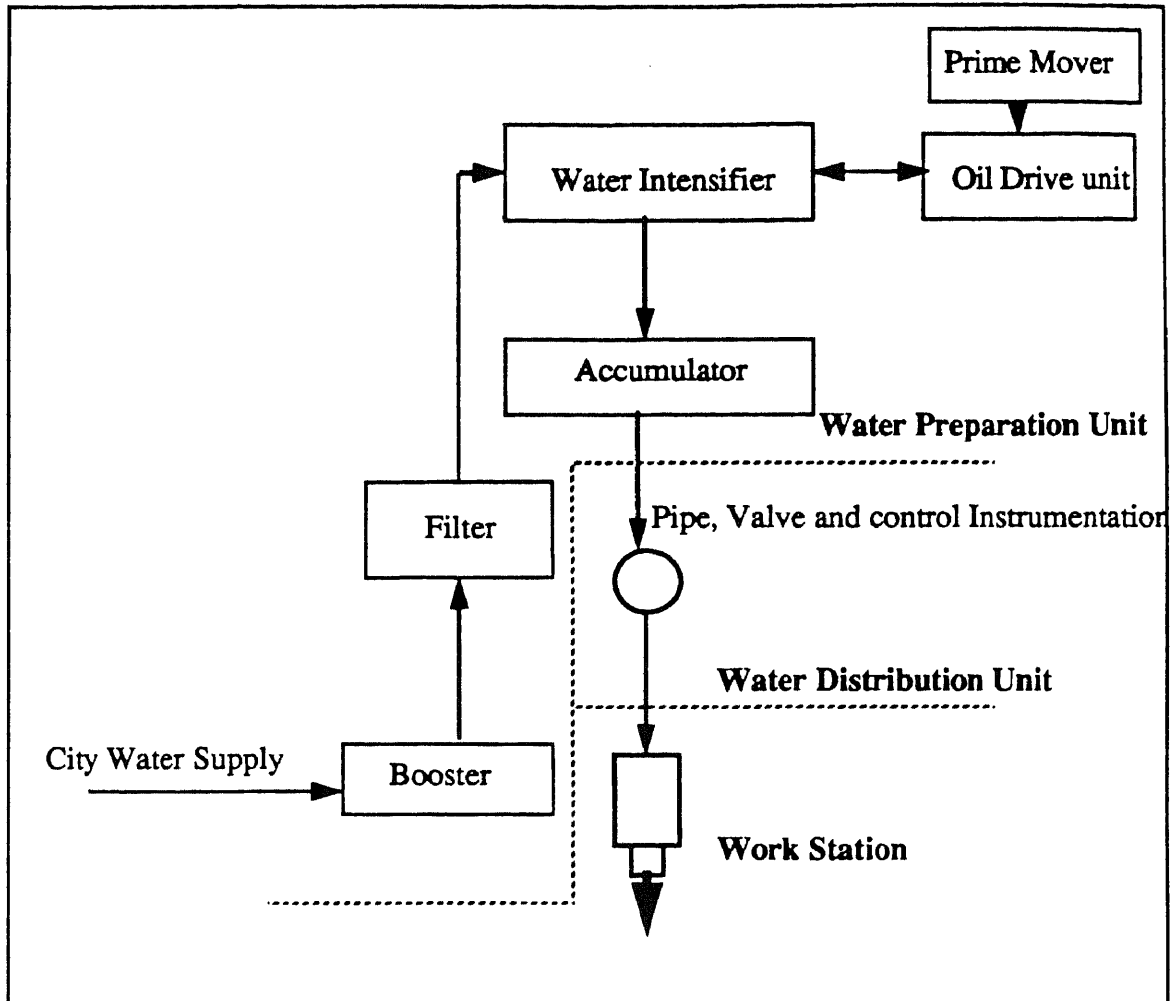 Prime Mover
Water Intensifier
Oil Drive unit
Accumulator
Water Preparation Unit
Filter
Pipe, Valve and control Instrumentation
Water Distribution Unit
City Water Supply
Booster
Work Station